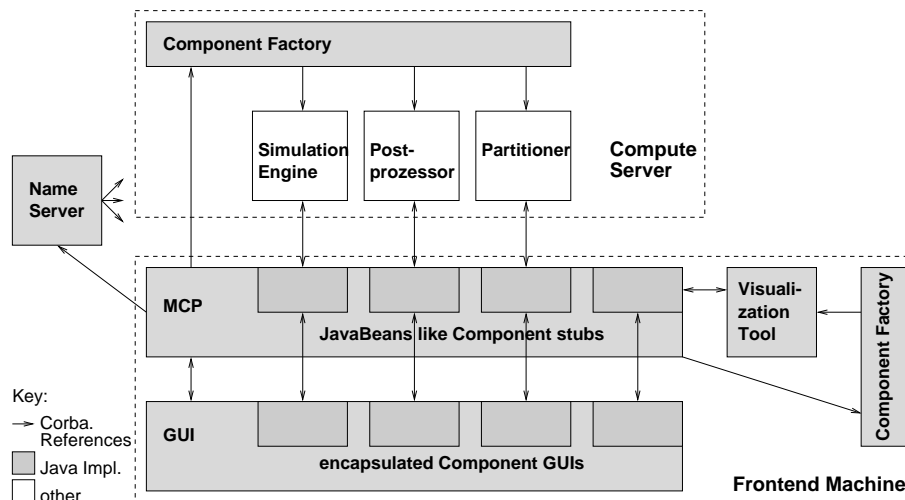 Component Factory
Simulation
Engine
Post-
prozessor
Partitioner
Compute
Server
Name
Server
MCP
JavaBeans like Component stubs
Visuali-
zation
Tool
Component Factory
Key:
Corba.
References
Java Impl.
other
GUI
encapsulated Component GUIs
Frontend Machine